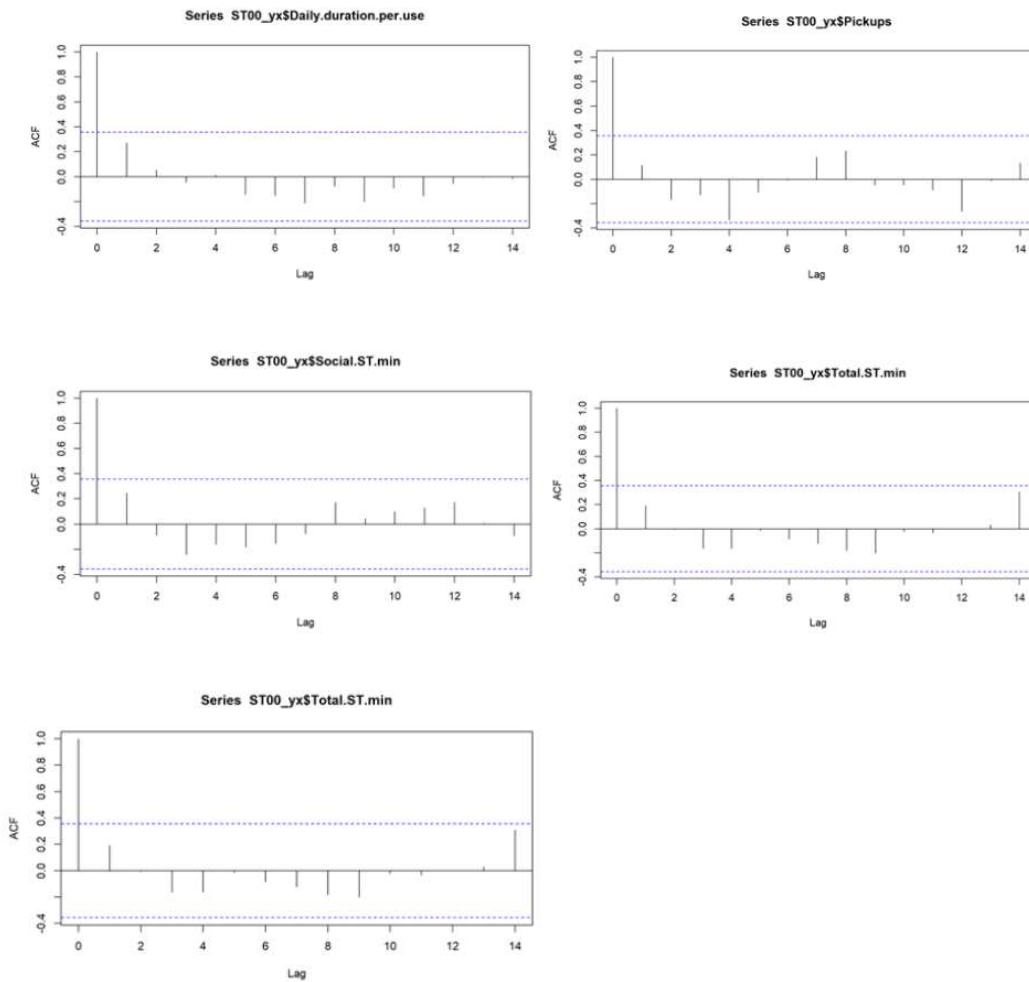 Series ST00_yx$Daily.duration.per.use
ACF
1.0
0.8
0.6
0.4
0.2
0.0
-0.4
0 2 4 6 8 10 12 14
Lag
Series ST00_yx$Pickups
ACF
1.0
0.8
0.6
0.4
0.2
0.0
-0.4
0 2 4 6 8 10 12 14
Lag
Series ST00_yx$Social.ST.min
ACF
1.0
0.8
0.6
0.4
0.2
0.0
-0.4
0 2 4 6 8 10 12 14
Lag
Series ST00_yx$Total.ST.min
ACF
1.0
0.8
0.6
0.4
0.2
0.0
-0.4
0 2 4 6 8 10 12 14
Lag
Series ST00_yx$Total.ST.min
ACF
1.0
0.8
0.6
0.4
0.2
0.0
-0.4
0 2 4 6 8 10 12 14
Lag